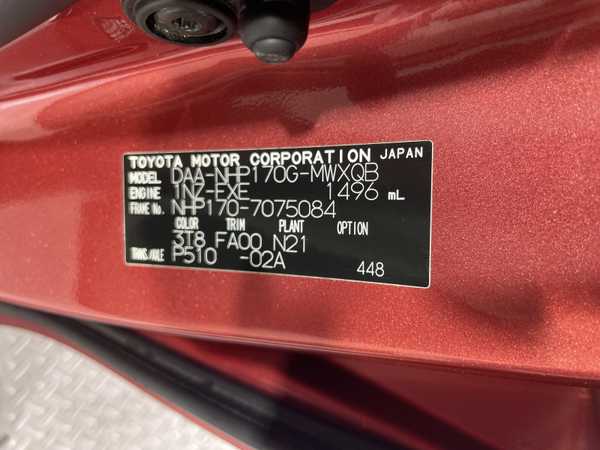 TOYOTA MOTOR CORPORATION JAPAN
MODEL DAA-NHP170G-MWXQB
ENGINE 1NZ-FXE 1496 mL
FRAME No. NHP170-7075084
COLOR TRIM PLANT OPTION
3T8 FA00 N21
TRANS/AXLE P510 -02A
448